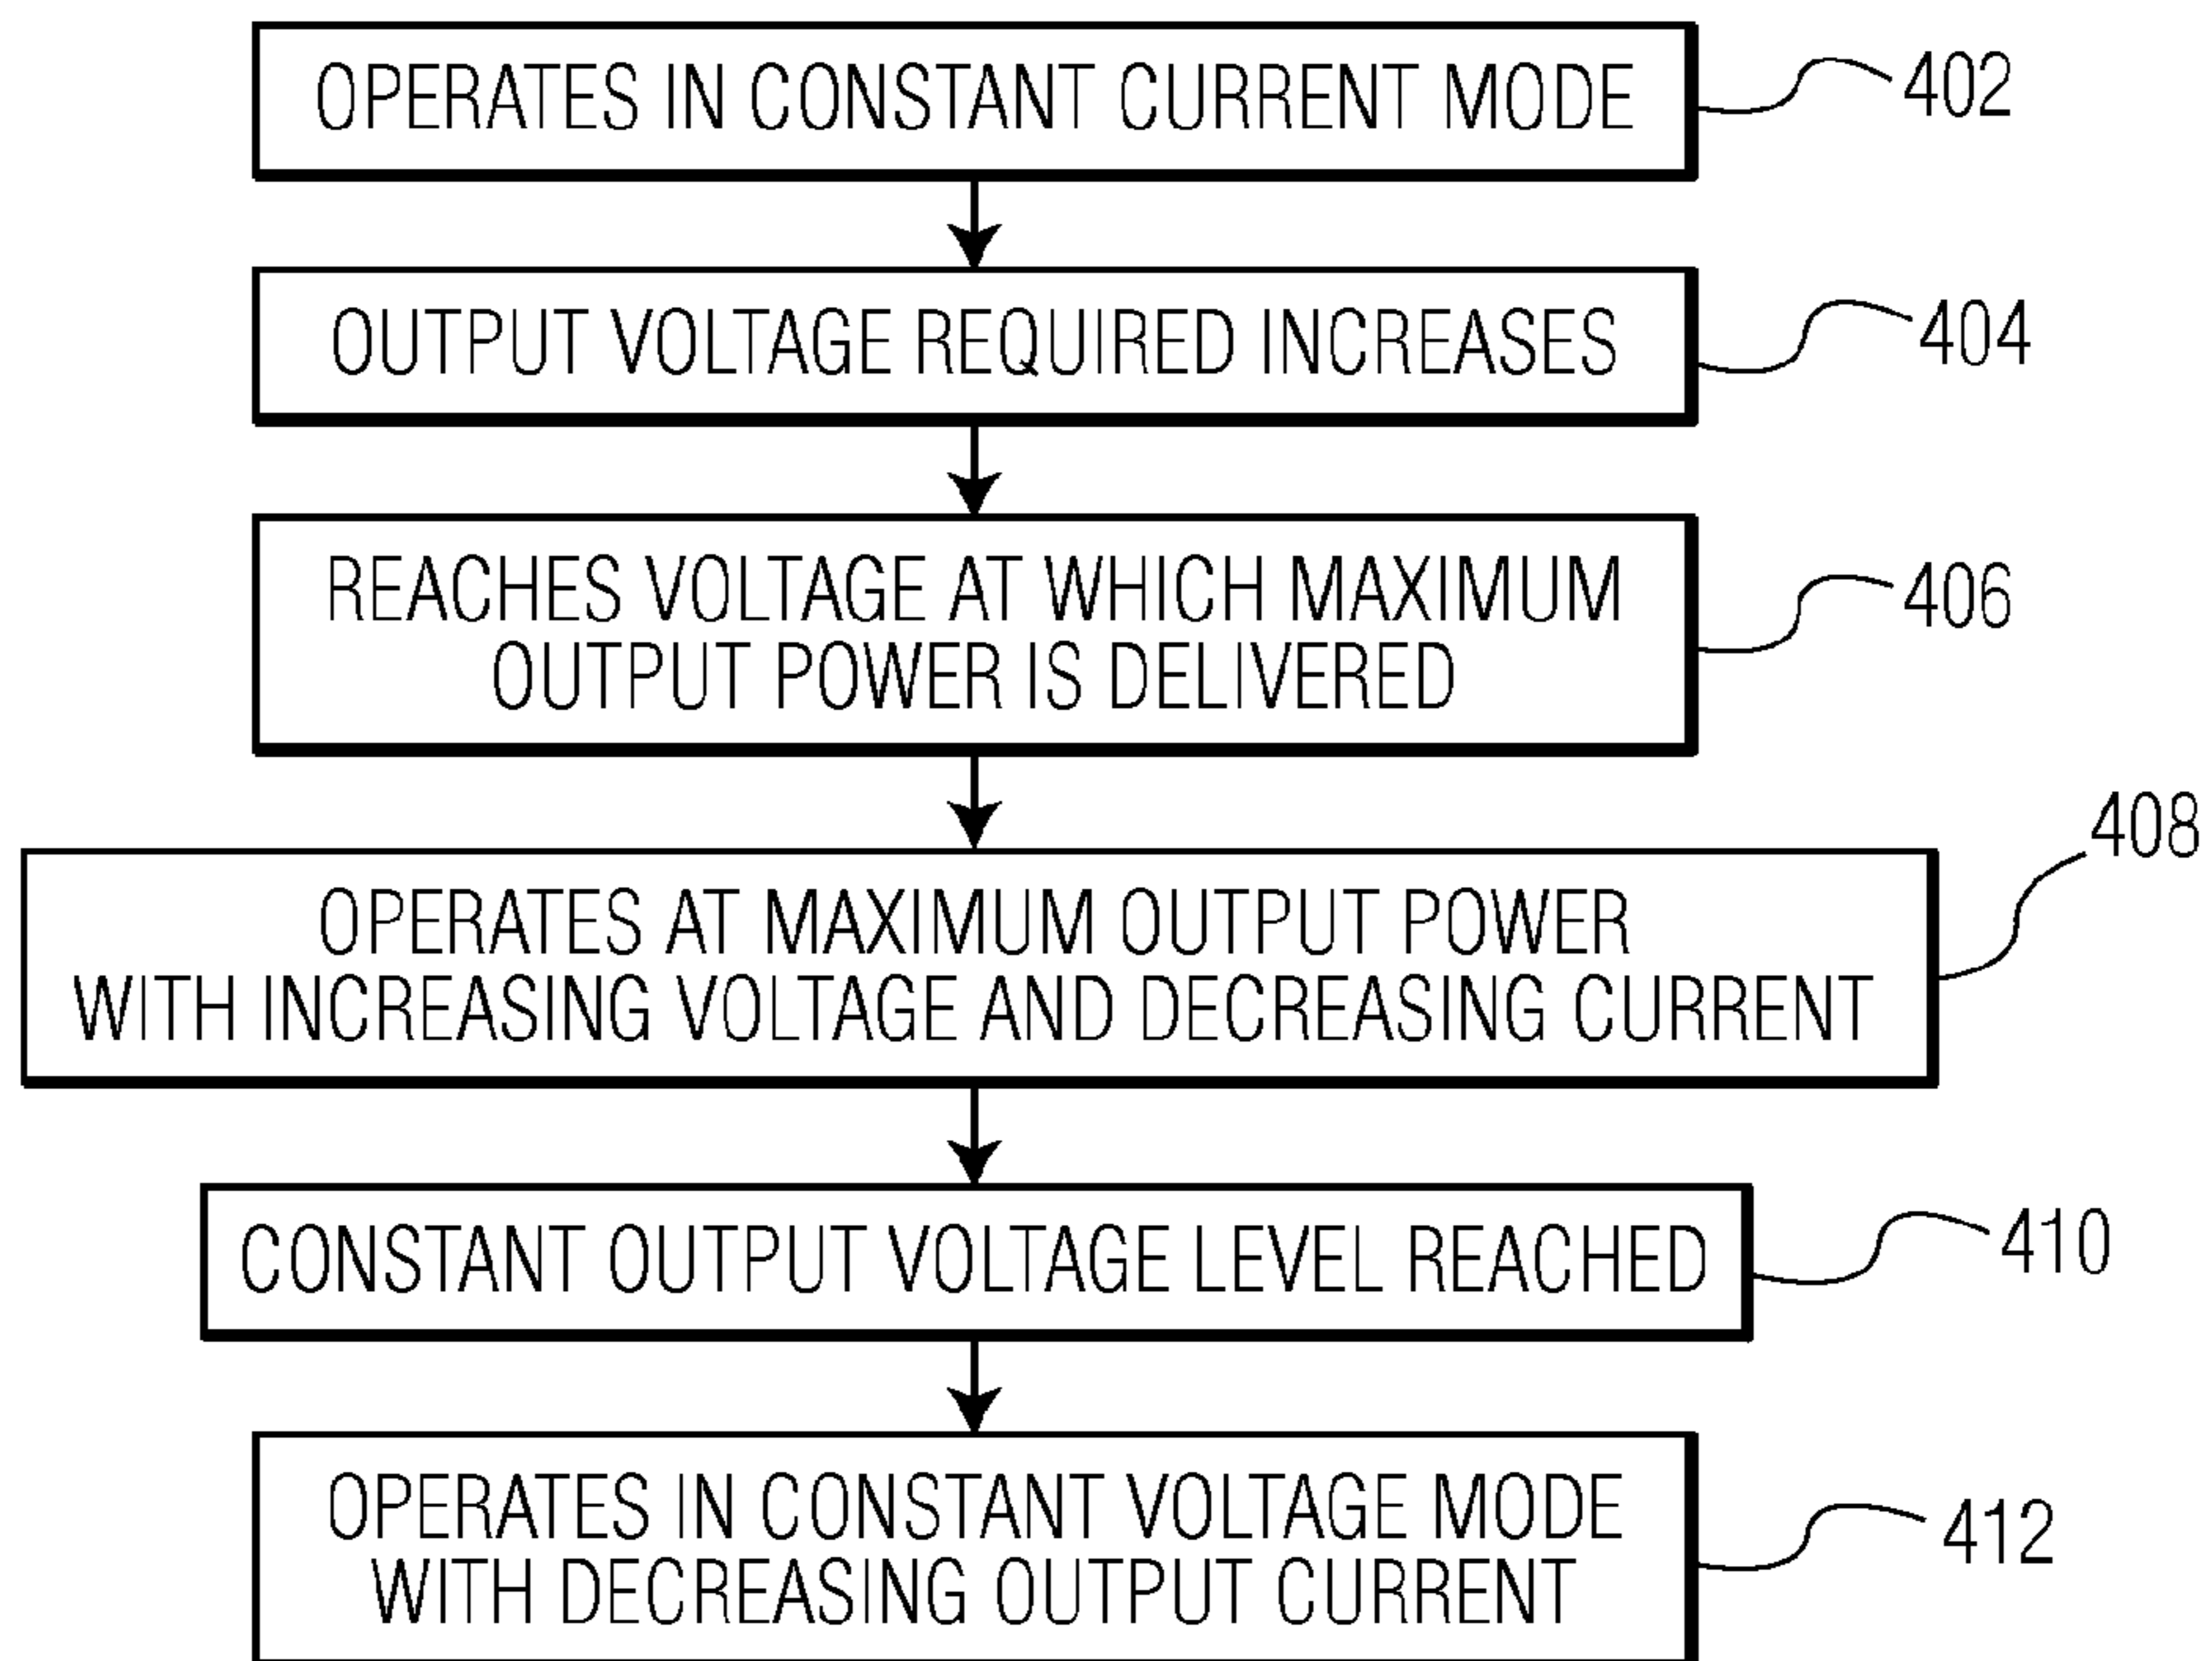 OPERATES IN CONSTANT CURRENT MODE
402
OUTPUT VOLTAGE REQUIRED INCREASES
404
REACHES VOLTAGE AT WHICH MAXIMUM
OUTPUT POWER IS DELIVERED
406
OPERATES AT MAXIMUM OUTPUT POWER
WITH INCREASING VOLTAGE AND DECREASING CURRENT
408
CONSTANT OUTPUT VOLTAGE LEVEL REACHED
410
OPERATES IN CONSTANT VOLTAGE MODE
WITH DECREASING OUTPUT CURRENT
412